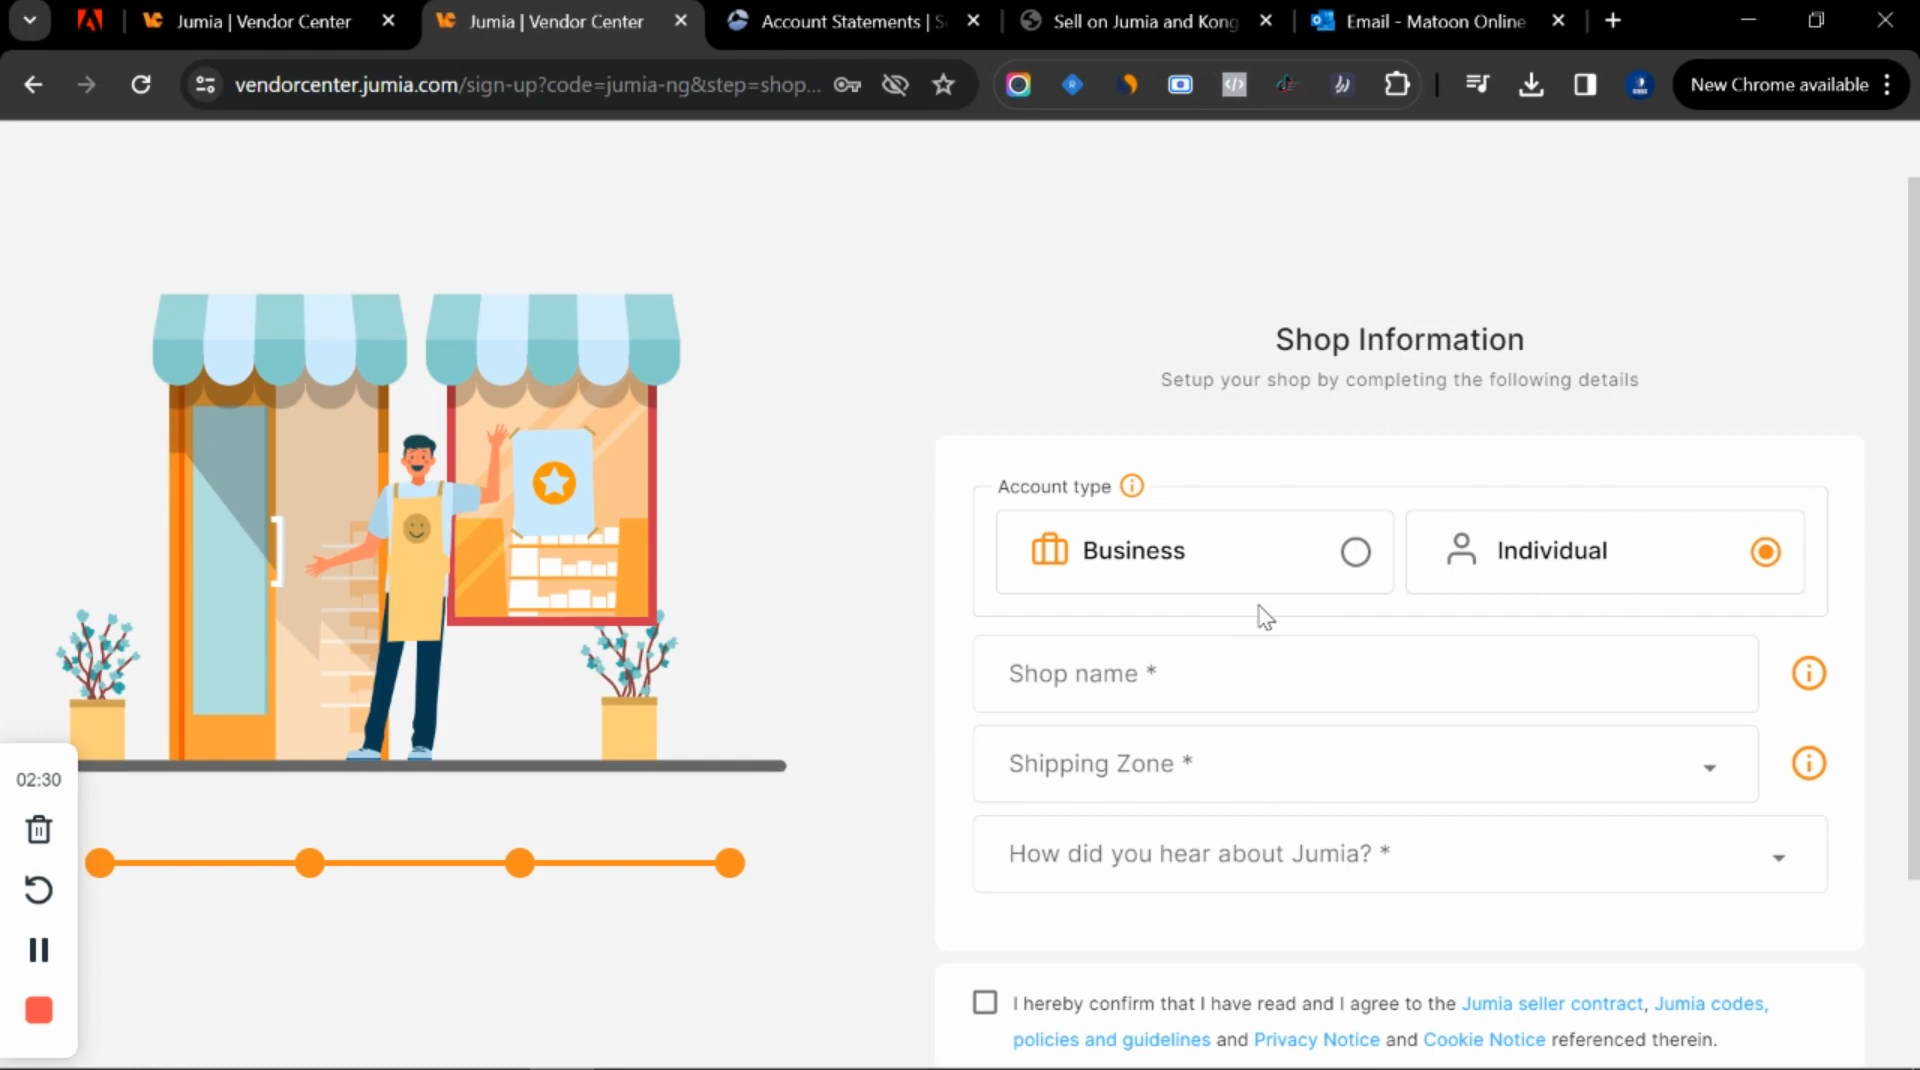 Jumia | Vendor Center
Jumia | Vendor Center
Account Statements | S
Sell on Jumia and Kong
Email - Matoon Online
vendorcenter.jumia.com/sign-up?code=jumia-ng&step=shop...
New Chrome available
Shop Information
Setup your shop by completing the following details
Account type
Business
Individual
Shop name *
Shipping Zone *
How did you hear about Jumia? *
02:30
I hereby confirm that I have read and I agree to the Jumia seller contract, Jumia codes,
policies and guidelines and Privacy Notice and Cookie Notice referenced therein.